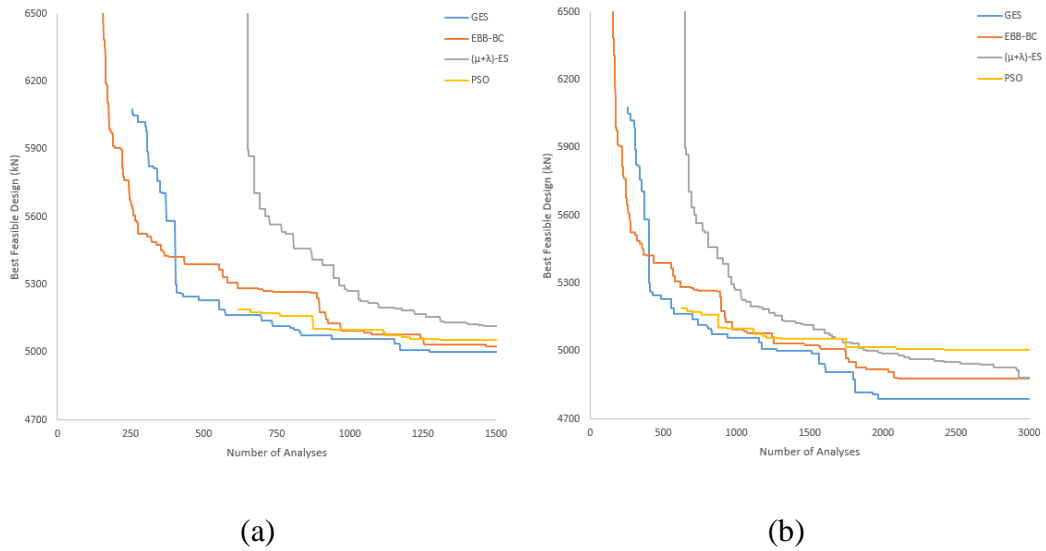 6500
6200
5900
5600
5300
5000
4700
Best Feasible Design (kN)
0
250
500
750
1000
1250
1500
Number of Analyses
GES
EBB-BC
(μ+λ)-ES
PSO
(a)
6500
6200
5900
5600
5300
5000
4700
Best Feasible Design (kN)
0
500
1000
1500
2000
2500
3000
Number of Analyses
GES
EBB-BC
(μ+λ)-ES
PSO
(b)